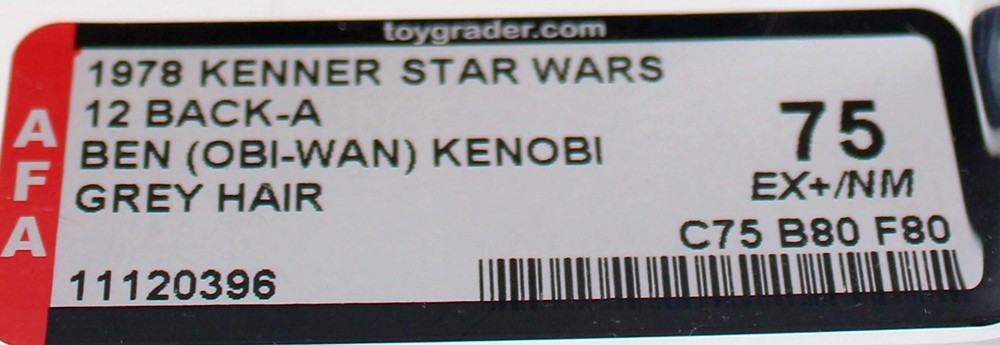 toygrader.com
AFA
1978 KENNER STAR WARS
12 BACK-A
BEN (OBI-WAN) KENOBI
GREY HAIR
75
EX+/NM
C75 B80 F80
11120396